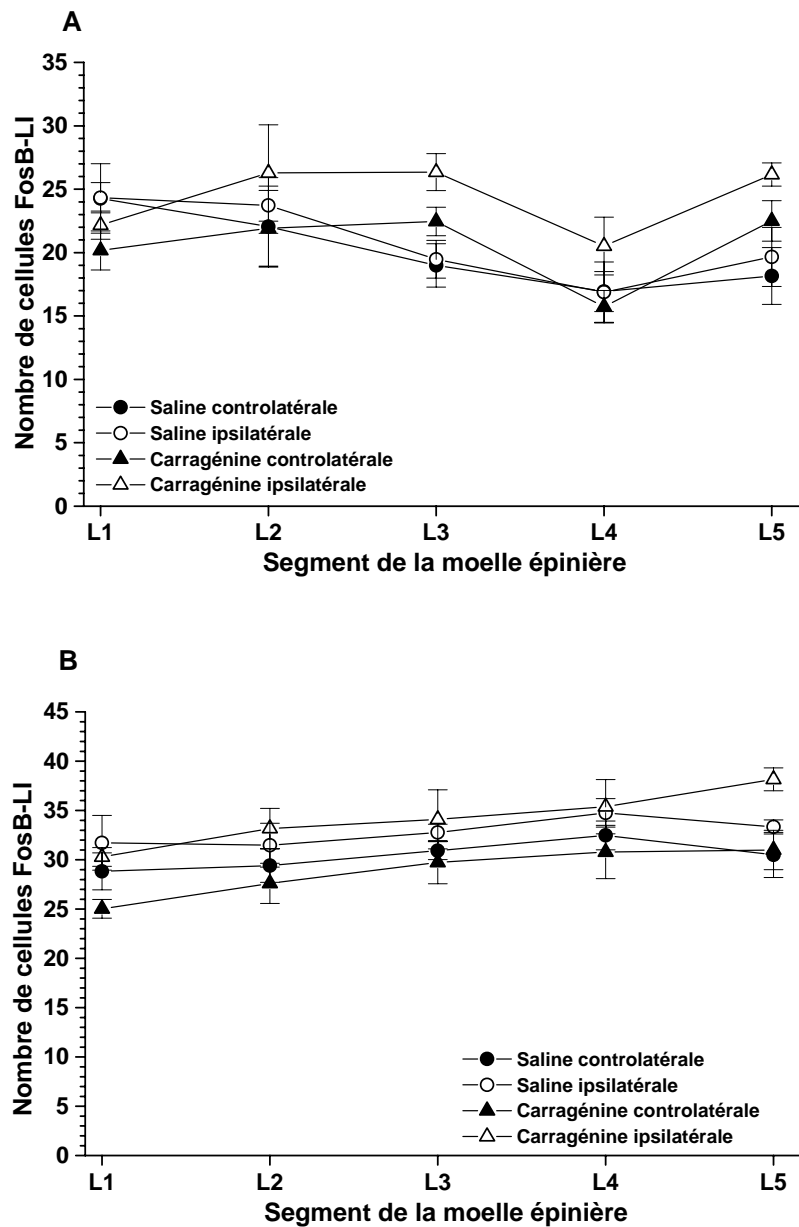 A
Nombre de cellules FosB-LI
35
30
25
20
15
10
5
0
Saline controlatérale
Saline ipsilatérale
Carragénine controlatérale
Carragénine ipsilatérale
L1 L2 L3 L4 L5
Segment de la moelle épinière
B
Nombre de cellules FosB-LI
45
40
35
30
25
20
15
10
5
0
Saline controlatérale
Saline ipsilatérale
Carragénine controlatérale
Carragénine ipsilatérale
L1 L2 L3 L4 L5
Segment de la moelle épinière